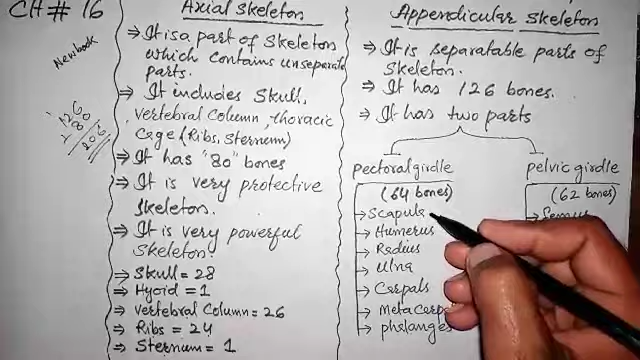 CH # 16
Newbook
126
80
206
Axial Skeleton
⇒ It is a part of Skeleton
which contains unseparate
parts.
⇒ It includes Skull,
vertebral Column, thoracic
Cage (Ribs, Sternum)
⇒ It has "80" bones
⇒ It is very protective
Skeleton.
⇒ It is very powerful
Skeleton.
⇒ Skull = 28
⇒ Hyoid = 1
⇒ vertebral Column = 26
⇒ Ribs = 24
⇒ Sternum = 1
Appendicular Skeleton
⇒ It is separatable parts of
Skeleton.
⇒ It has 126 bones.
⇒ It has two parts
pectoral girdle
(64 bones)
→ Scapula
→ Humerus
→ Radius
→ Ulna
→ Carpals
→ Metacarp
→ phalanges
pelvic girdle
(62 bones)